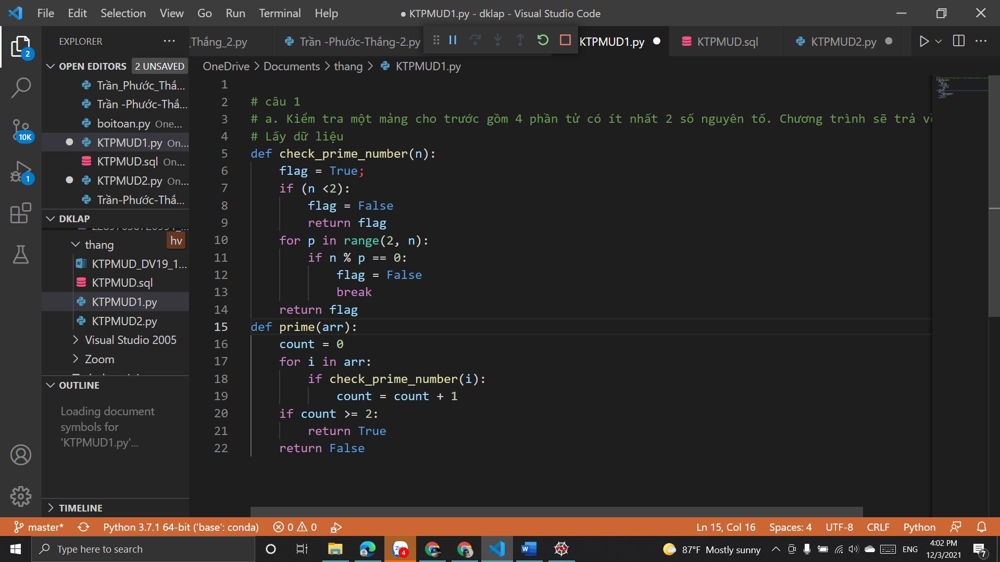 File Edit Selection View Go Run Terminal Help
● KTPMUD1.py - dklap - Visual Studio Code
EXPLORER
_Thắng_2.py
Trần -Phước-Thắng-2.py
KTPMUD1.py
KTPMUD.sql
KTPMUD2.py
OPEN EDITORS 2 UNSAVED
Trần_Phước_Thắ...
Trần -Phước-Thắ...
boitoan.py One...
KTPMUD1.py On...
KTPMUD.sql On...
KTPMUD2.py On...
Trần-Phước-Thắ...
DKLAP
thang
hv
KTPMUD_DV19_1...
KTPMUD.sql
KTPMUD1.py
KTPMUD2.py
Visual Studio 2005
Zoom
OUTLINE
Loading document
symbols for
'KTPMUD1.py'...
TIMELINE
2
10K
1
OneDrive > Documents > thang > KTPMUD1.py
1
2 # câu 1
3 # a. Kiểm tra một mảng cho trước gồm 4 phần tử có ít nhất 2 số nguyên tố. Chương trình sẽ trả về
4 # Lấy dữ liệu
5 def check_prime_number(n):
6     flag = True;
7     if (n <2):
8         flag = False
9         return flag
10     for p in range(2, n):
11         if n % p == 0:
12             flag = False
13             break
14     return flag
15 def prime(arr):
16     count = 0
17     for i in arr:
18         if check_prime_number(i):
19             count = count + 1
20     if count >= 2:
21         return True
22     return False
master* Python 3.7.1 64-bit ('base': conda) 0 0 Ln 15, Col 16 Spaces: 4 UTF-8 CRLF Python
Type here to search
Zalo
4
87°F Mostly sunny
ENG
4:02 PM
12/3/2021
7